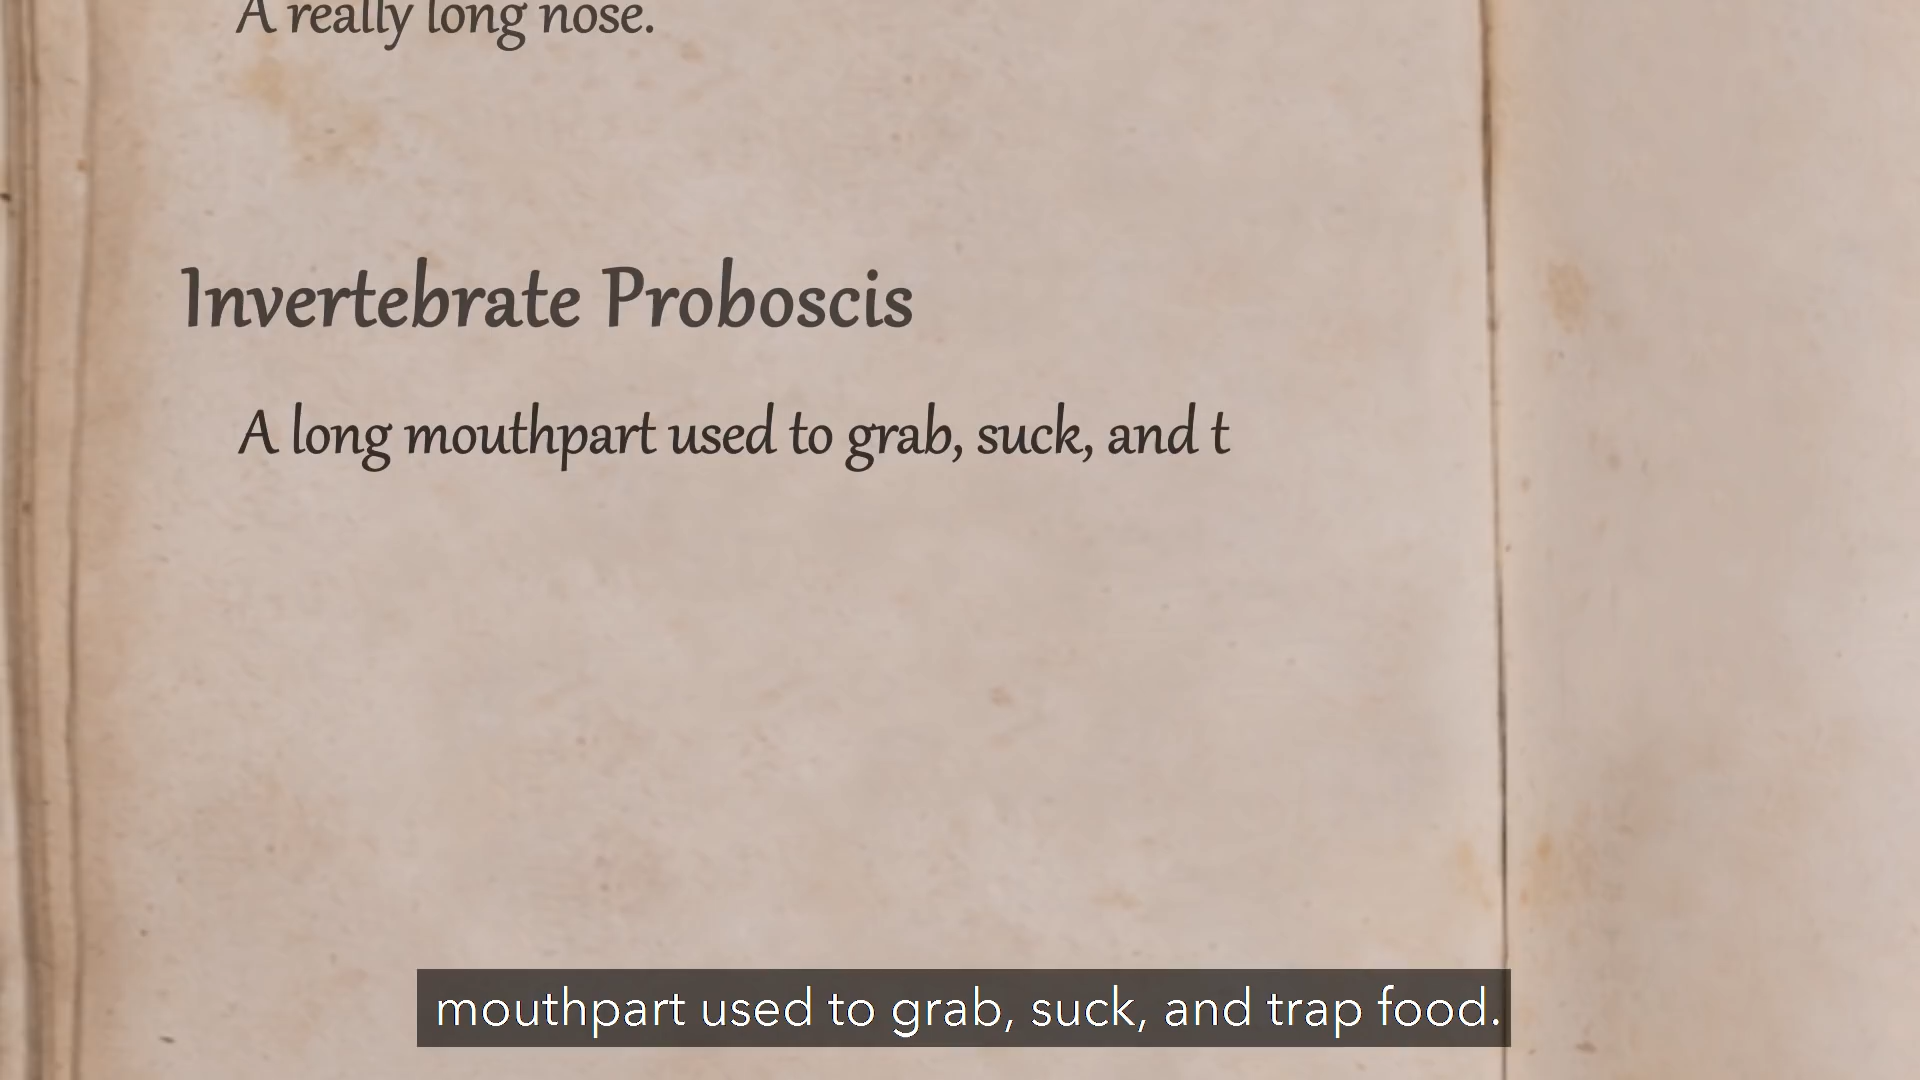 A really long nose.
Invertebrate Proboscis
A long mouthpart used to grab, suck, and t
mouthpart used to grab, suck, and trap food.